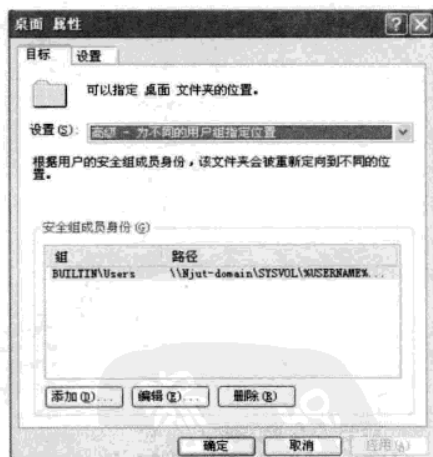 桌面 属性
目标 设置
可以指定 桌面 文件夹的位置。
设置(S): 高级 - 为不同的用户组指定位置
根据用户的安全组成员身份，该文件夹会被重新定向到不同的位
置。
安全组成员身份(G)
组 路径
BUILTIN\Users \\Njut-domain\SYSVOL\%USERNAME%...
添加(D)... 编辑(E)... 删除(R)
确定 取消 应用(A)